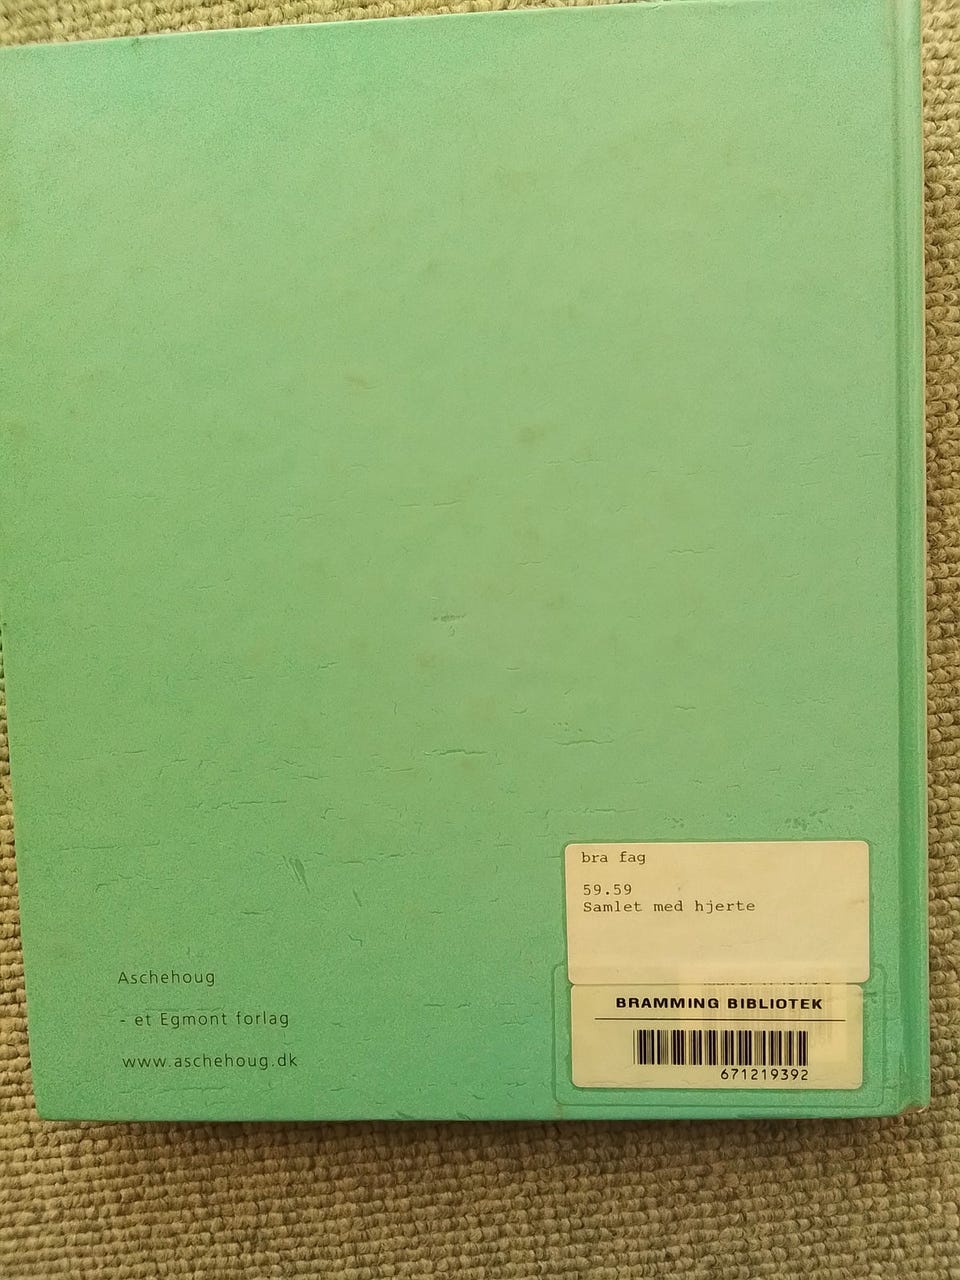 bra fag
59.59
Samlet med hjerte
BRAMMING BIBLIOTEK
671219392
Aschehoug
- et Egmont forlag
www.aschehoug.dk